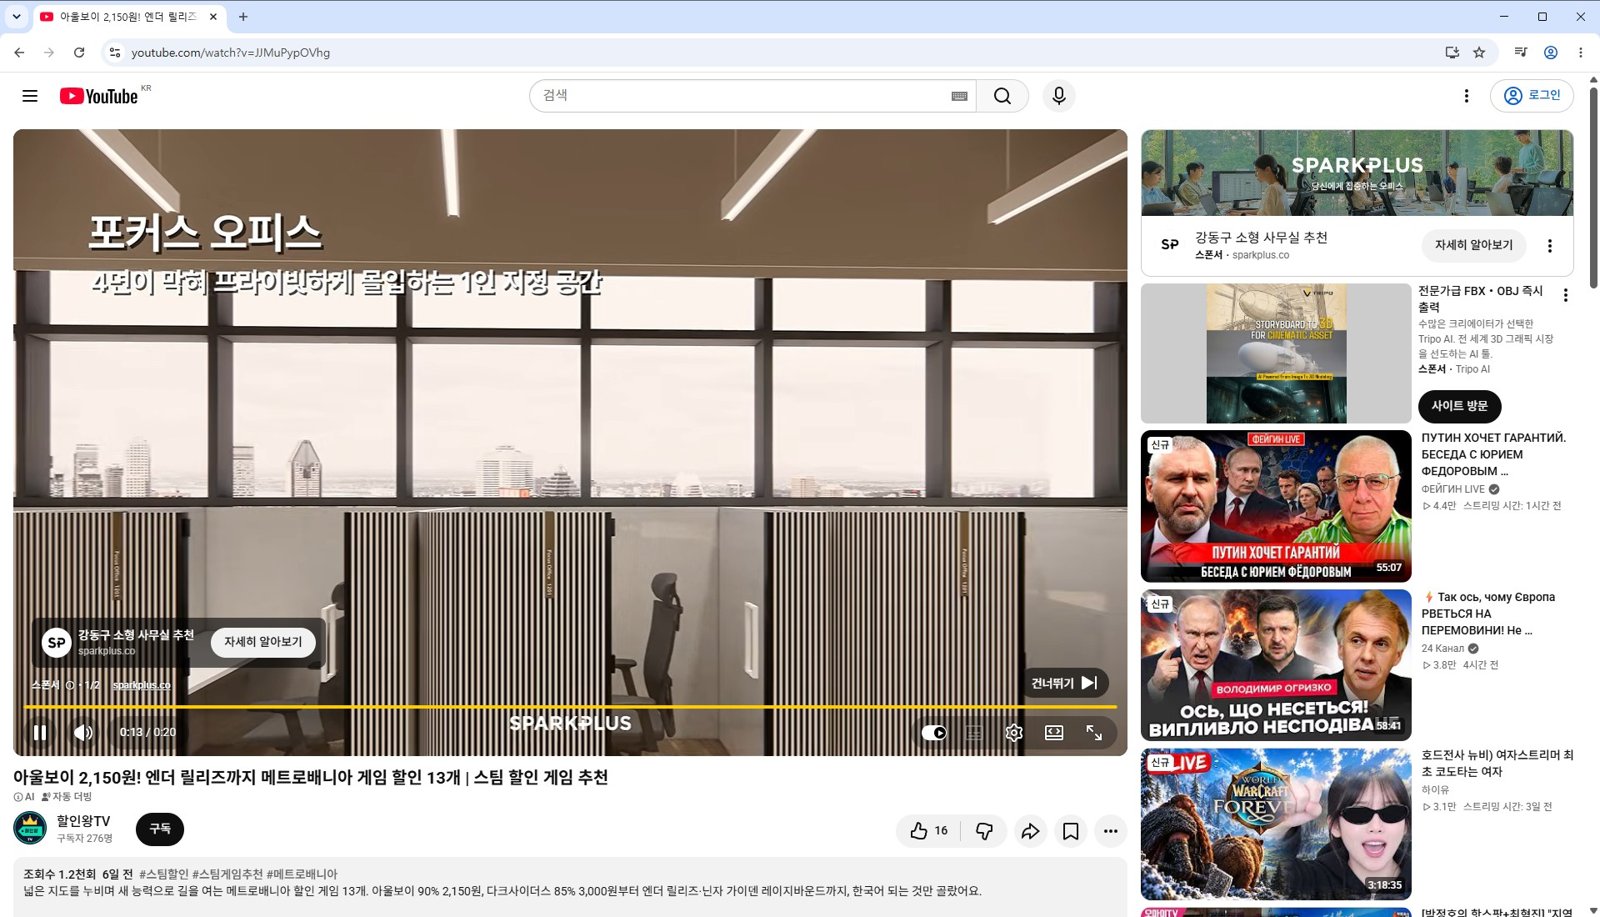 아울보이 2,150원! 엔더 릴리즈
youtube.com/watch?v=JJMuPypOVhg
YouTube KR
검색
로그인
포커스 오피스
4면이 막혀 프라이빗하게 몰입하는 1인 지정 공간
Focus Office 1201
SP
강동구 소형 사무실 추천
sparkplus.co
자세히 알아보기
스폰서 · 1/2 sparkplus.co
건너뛰기
SPARKPLUS
0:13 / 0:20
아울보이 2,150원! 엔더 릴리즈까지 메트로배니아 게임 할인 13개 | 스팀 할인 게임 추천
AI 자동 더빙
할인왕TV
구독자 276명
구독
16
조회수 1.2천회 6일 전 #스팀할인 #스팀게임추천 #메트로배니아
넓은 지도를 누비며 새 능력으로 길을 여는 메트로배니아 할인 게임 13개. 아울보이 90% 2,150원, 다크사이더스 85% 3,000원부터 엔더 릴리즈·닌자 가이덴 레이지바운드까지, 한국어 되는 것만 골랐어요.
SPARKPLUS
당신에게 집중하는 오피스
SP
강동구 소형 사무실 추천
스폰서 · sparkplus.co
자세히 알아보기
TRIPO
STORYBOARD TO 3D
FOR CINEMATIC ASSET
전문가급 FBX · OBJ 즉시
출력
수많은 크리에이터가 선택한
Tripo AI. 전 세계 3D 그래픽 시장
을 선도하는 AI 툴.
스폰서 · Tripo AI
사이트 방문
신규
ФЕЙГИН LIVE
ПУТИН ХОЧЕТ ГАРАНТИЙ
БЕСЕДА С ЮРИЕМ ФЁДОРОВЫМ
55:07
ПУТИН ХОЧЕТ ГАРАНТИЙ.
БЕСЕДА С ЮРИЕМ
ФЕДОРОВЫМ ...
ФЕЙГИН LIVE
4.4만 스트리밍 시간: 1시간 전
신규
ВОЛОДИМИР ОГРИЗКО
ОСЬ, ЩО НЕСЕТЬСЯ!
ВИПЛИВЛО НЕСПОДІВАНЕ
58:41
⚡ Так ось, чому Європа
РВЕТЬСЯ НА
ПЕРЕМОВИНИ! Не ...
24 Канал
3.8만 4시간 전
신규
LIVE
WORLD
WARCRAFT
FOREVER
3:18:35
호드전사 뉴비) 여자스트리머 최
초 코도타는 여자
하이유
3.1만 스트리밍 시간: 3일 전